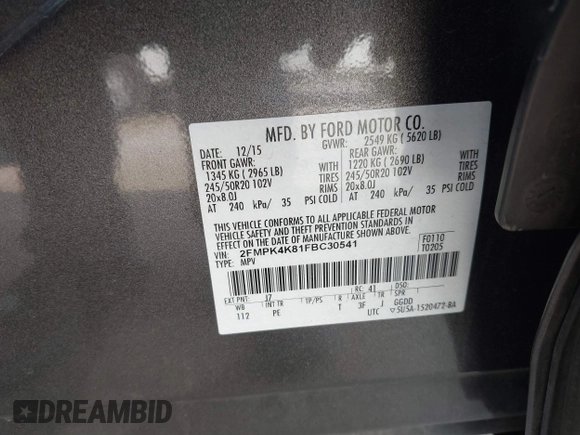 MFD. BY FORD MOTOR CO.
DATE: 12/15 GVWR: 2549 KG ( 5620 LB)
FRONT GAWR: REAR GAWR:
1345 KG ( 2965 LB) WITH 1220 KG ( 2690 LB) WITH
245/50R20 102V TIRES 245/50R20 102V TIRES
20x8.0J RIMS 20x8.0J RIMS
AT 240 kPa/ 35 PSI COLD AT 240 kPa/ 35 PSI COLD
THIS VEHICLE CONFORMS TO ALL APPLICABLE FEDERAL MOTOR
VEHICLE SAFETY AND THEFT PREVENTION STANDARDS IN EFFECT
ON THE DATE OF MANUFACTURE SHOWN ABOVE.
VIN: 2FMPK4K81FBC30541 F0110
TYPE: MPV T0205
EXT PNT: J7 RC: 41 DSO:
WB INT TR TP/PS R AXLE TR SPR
112 PE T 3F J GGDD
UTC ▽5U5A-1520472-BA
DREAMBID